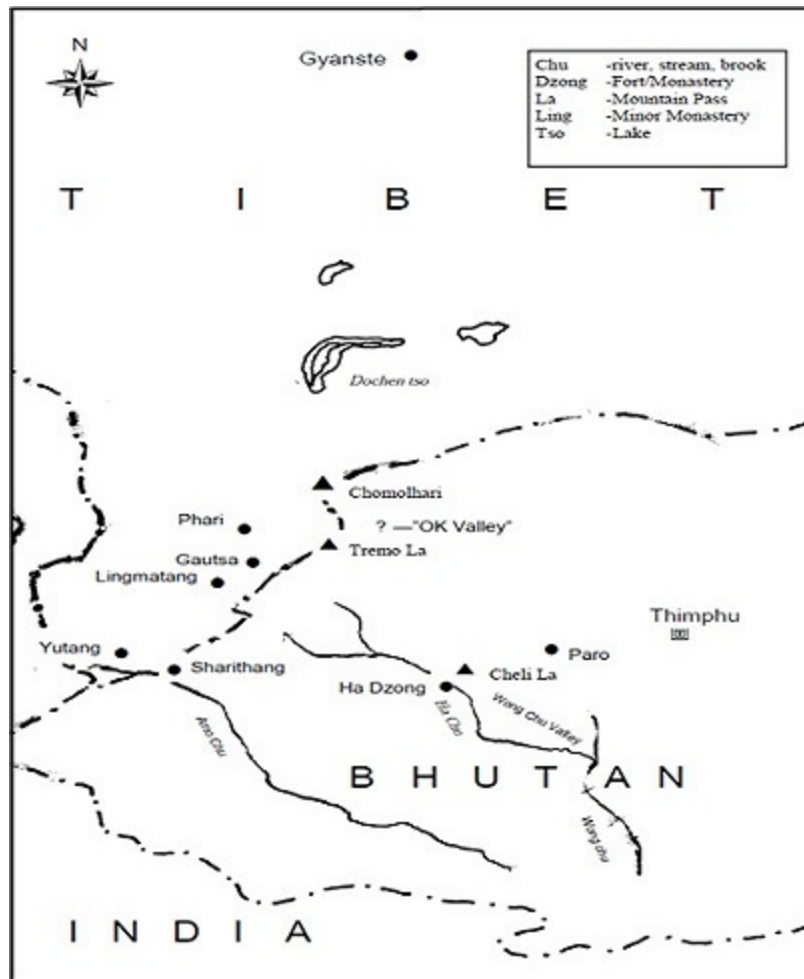 N
Gyanste
Chu -river, stream, brook
Dzong -Fort/Monastery
La -Mountain Pass
Ling -Minor Monastery
Tso -Lake
T I B E T
Dochen tso
Chomolhari
Phari
? —"OK Valley"
Gautsa
Tremo La
Lingmatang
Thimphu
Yutang
Sharithang
Paro
Cheli La
Ha Dzong
Ha Chu
Wong Chu Valley
Amo Chu
B H U T A N
Wong chu
I N D I A